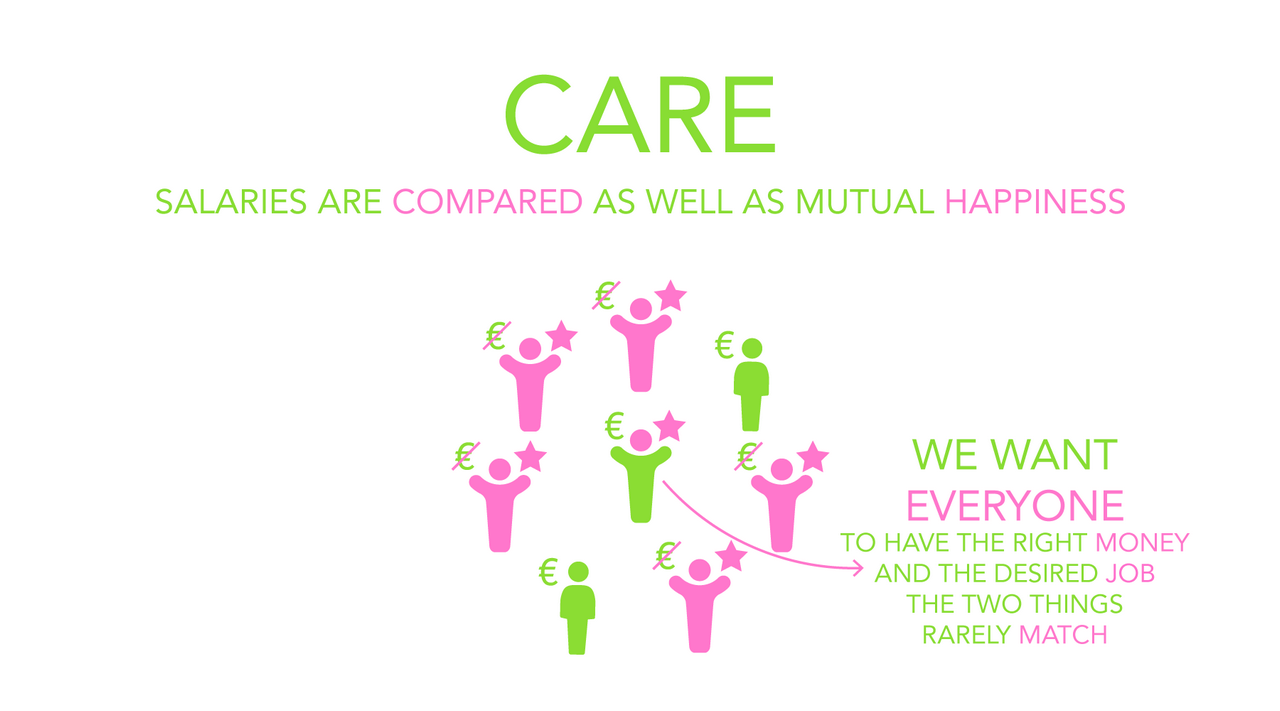 CARE
SALARIES ARE COMPARED AS WELL AS MUTUAL HAPPINESS
€
€
€
€
€
€
€
€
WE WANT
EVERYONE
TO HAVE THE RIGHT MONEY
AND THE DESIRED JOB
THE TWO THINGS
RARELY MATCH